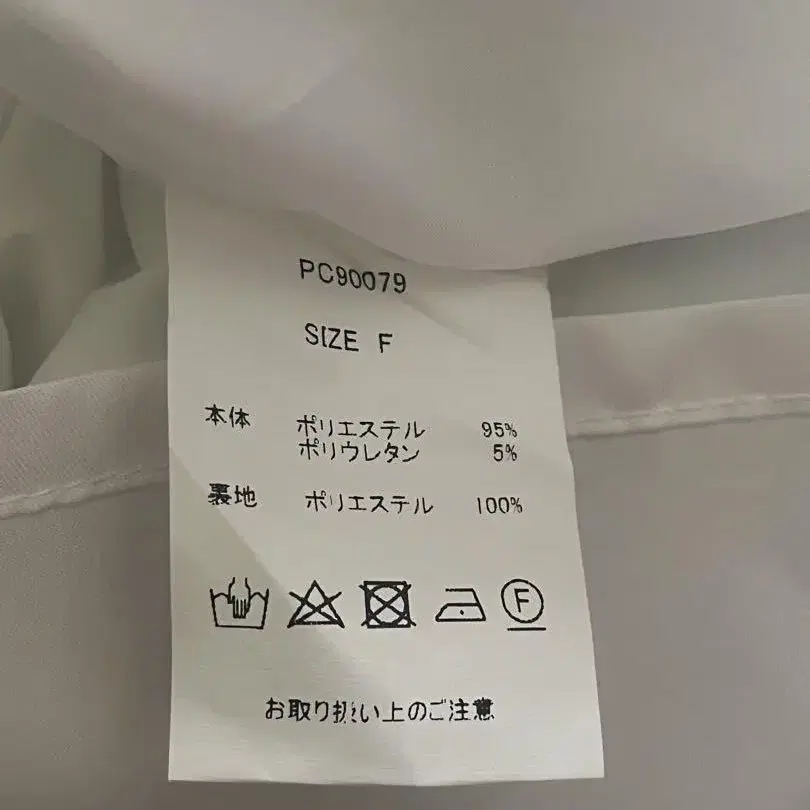 PC90079
SIZE F
本体 ポリエステル 95%
ポリウレタン 5%
裏地 ポリエステル 100%
F
お取り扱い上のご注意